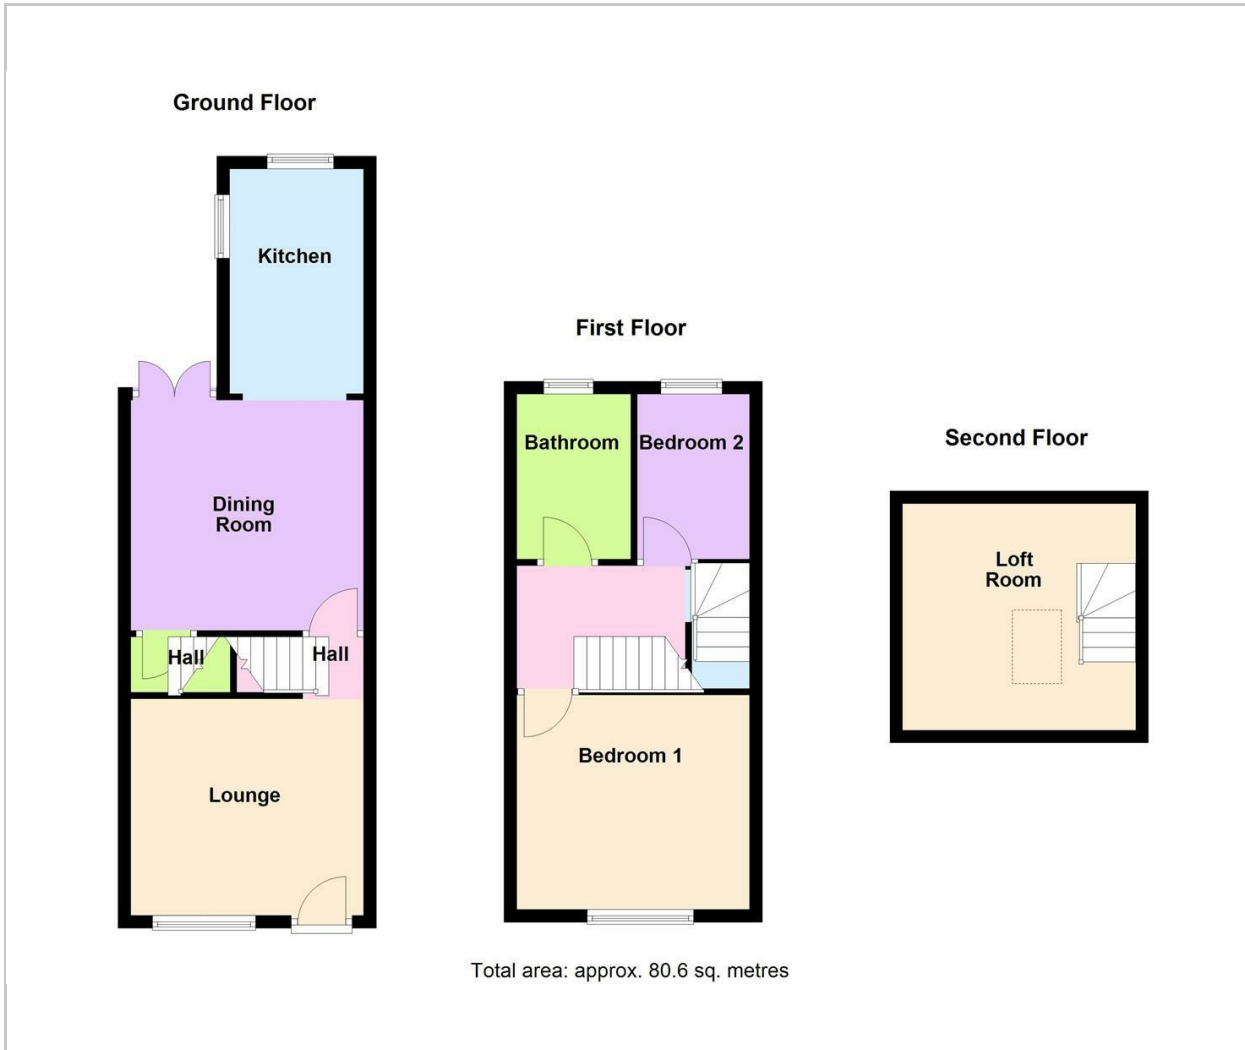 Ground Floor
Kitchen
Dining
Room
Hall
Hall
Lounge
First Floor
Bathroom
Bedroom 2
Bedroom 1
Second Floor
Loft
Room
Total area: approx. 80.6 sq. metres